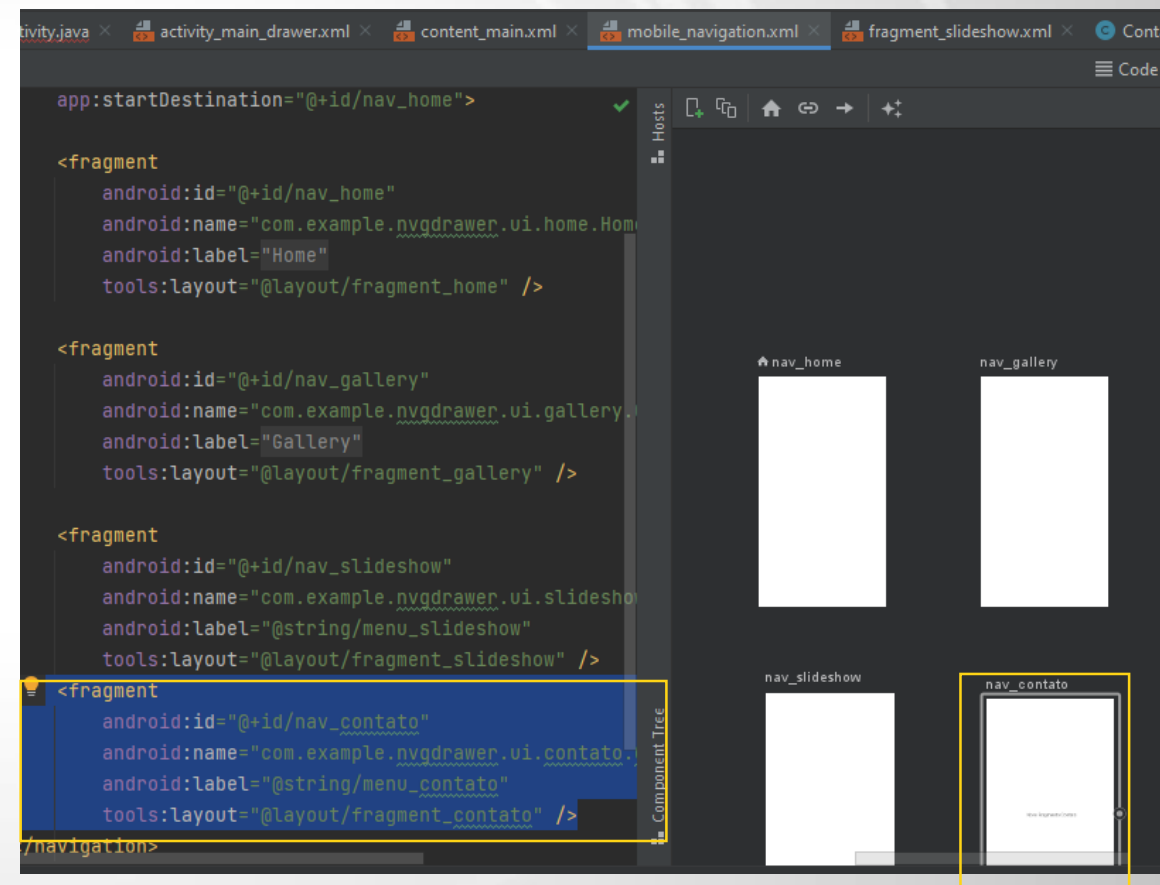 tivity.java activity_main_drawer.xml content_main.xml mobile_navigation.xml fragment_slideshow.xml Cont
Code
app:startDestination="@+id/nav_home">
<fragment
android:id="@+id/nav_home"
android:name="com.example.nvgdrawer.ui.home.Hom
android:label="Home"
tools:layout="@layout/fragment_home" />
<fragment
android:id="@+id/nav_gallery"
android:name="com.example.nvgdrawer.ui.gallery.
android:label="Gallery"
tools:layout="@layout/fragment_gallery" />
<fragment
android:id="@+id/nav_slideshow"
android:name="com.example.nvgdrawer.ui.slidesho
android:label="@string/menu_slideshow"
tools:layout="@layout/fragment_slideshow" />
<fragment
android:id="@+id/nav_contato"
android:name="com.example.nvgdrawer.ui.contato.
android:label="@string/menu_contato"
tools:layout="@layout/fragment_contato" />
/navigation>
Hosts
Component Tree
nav_home
nav_gallery
nav_slideshow
nav_contato